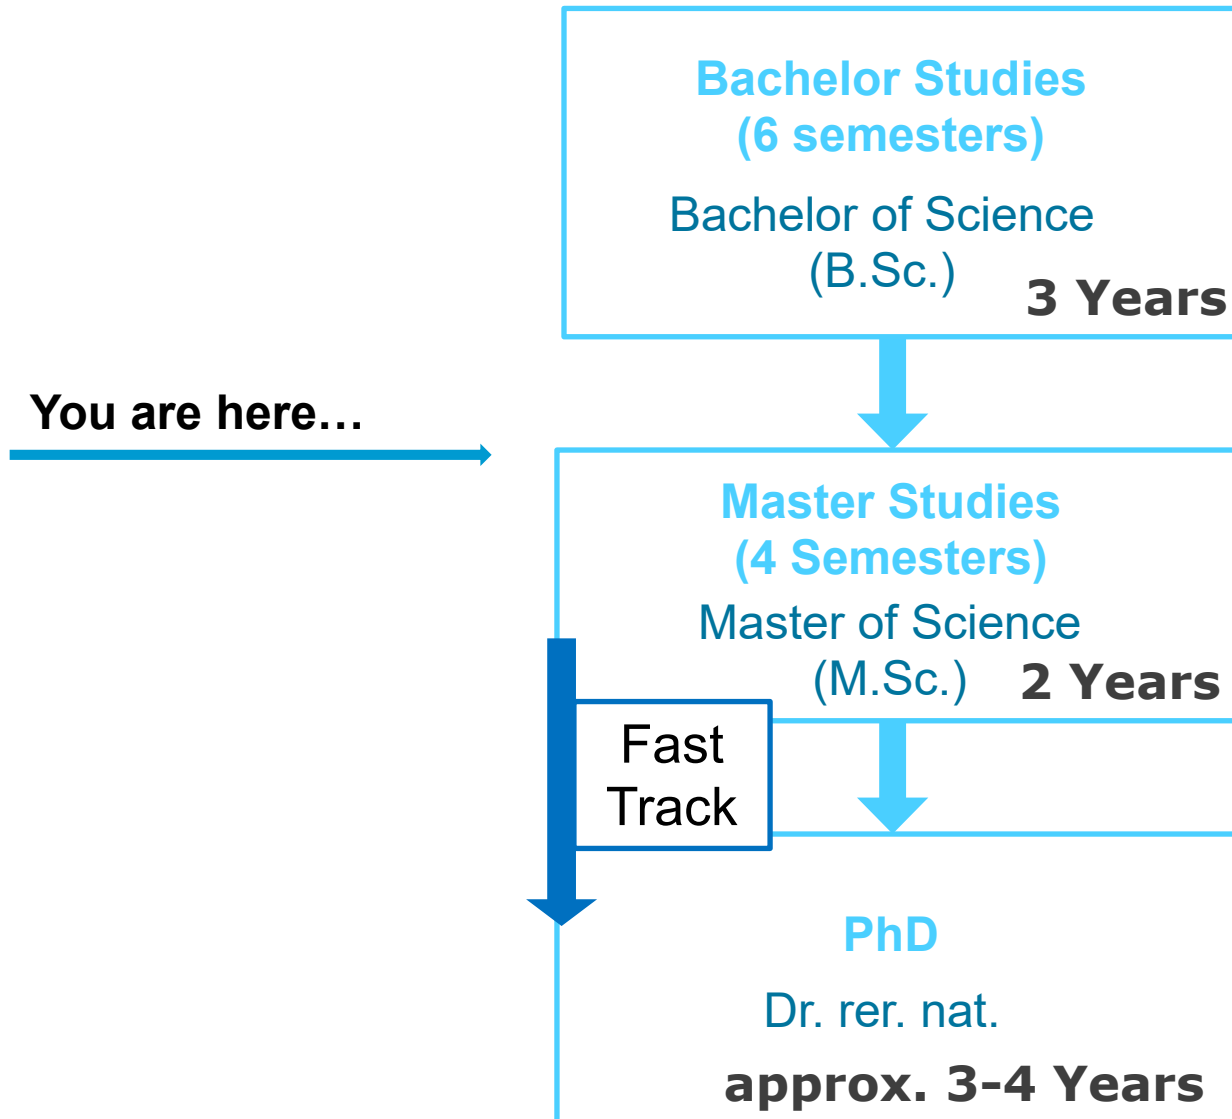 Bachelor Studies
(6 semesters)
Bachelor of Science
(B.Sc.)
3 Years
You are here…
Master Studies
(4 Semesters)
Master of Science
(M.Sc.)
2 Years
Fast
Track
PhD
Dr. rer. nat.
approx. 3-4 Years